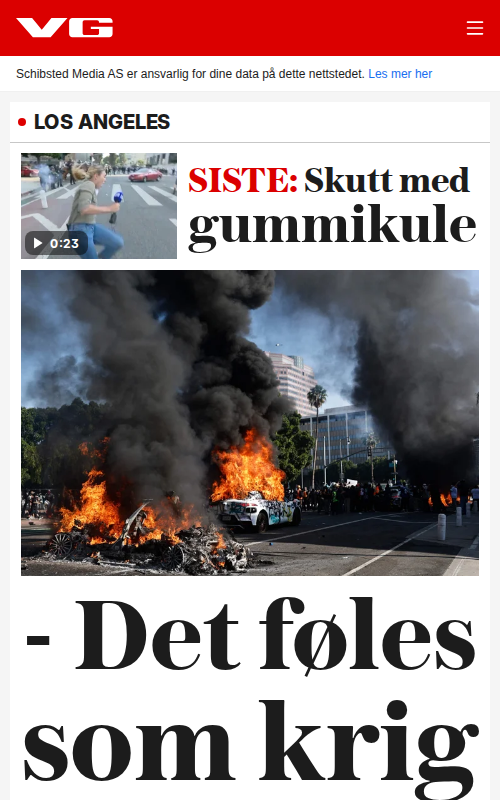 VG
Schibsted Media AS er ansvarlig for dine data på dette nettstedet. Les mer her
LOS ANGELES
0:23
SISTE: Skutt med
gummikule
- Det føles
som krig